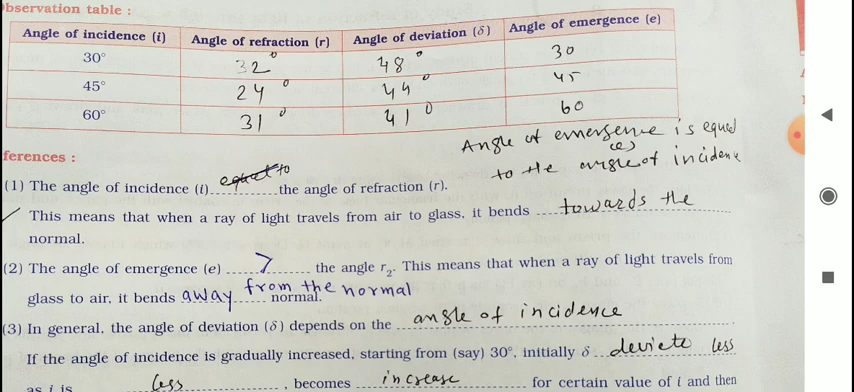 bservation table :
Angle of incidence (i) Angle of refraction (r) Angle of deviation (δ) Angle of emergence (e)
30° 32° 48° 30
45° 24° 44° 45
60° 31° 41° 60
Angle of emergence is equal
(e)
to the angle of incidence
ferences :
(1) The angle of incidence (i) equal to the angle of refraction (r).
This means that when a ray of light travels from air to glass, it bends towards the
normal.
(2) The angle of emergence (e) > the angle r₂. This means that when a ray of light travels from
glass to air, it bends away from the normal normal.
(3) In general, the angle of deviation (δ) depends on the angle of incidence
If the angle of incidence is gradually increased, starting from (say) 30°, initially δ deviete less
as i is less, becomes increase for certain value of i and then